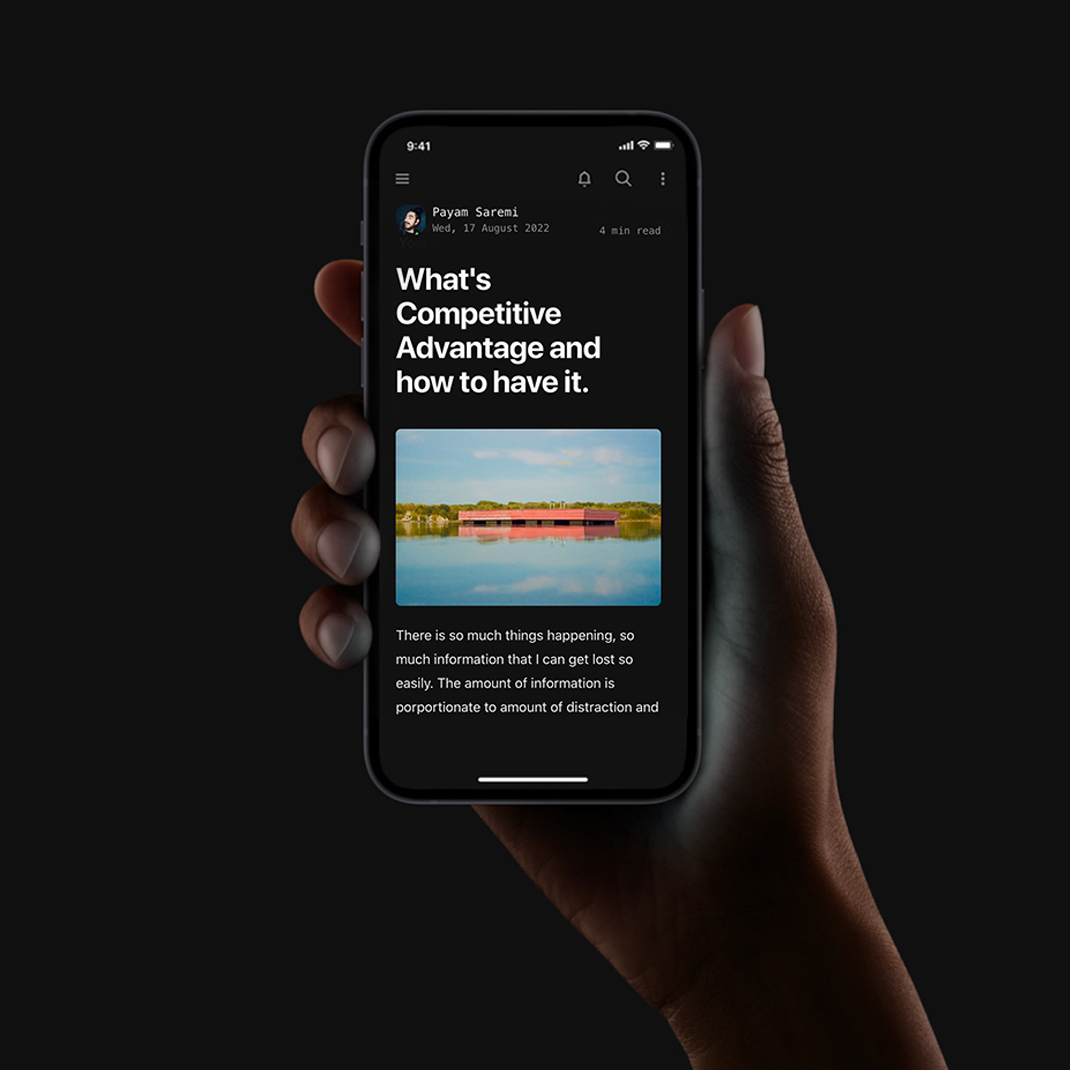 9:41
Payam Saremi
Wed, 17 August 2022
4 min read
What's
Competitive
Advantage and
how to have it.
There is so much things happening, so
much information that I can get lost so
easily. The amount of information is
porportionate to amount of distraction and